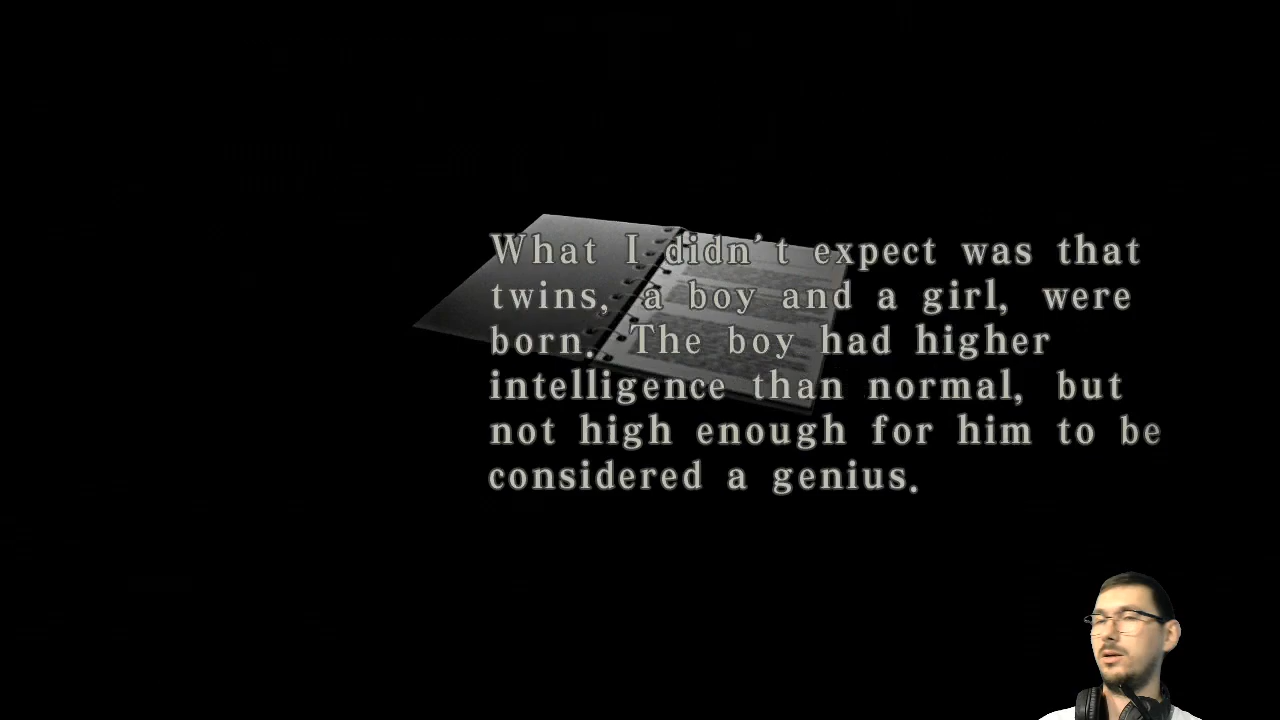 What I didn't expect was that
twins, a boy and a girl, were
born. The boy had higher
intelligence than normal, but
not high enough for him to be
considered a genius.